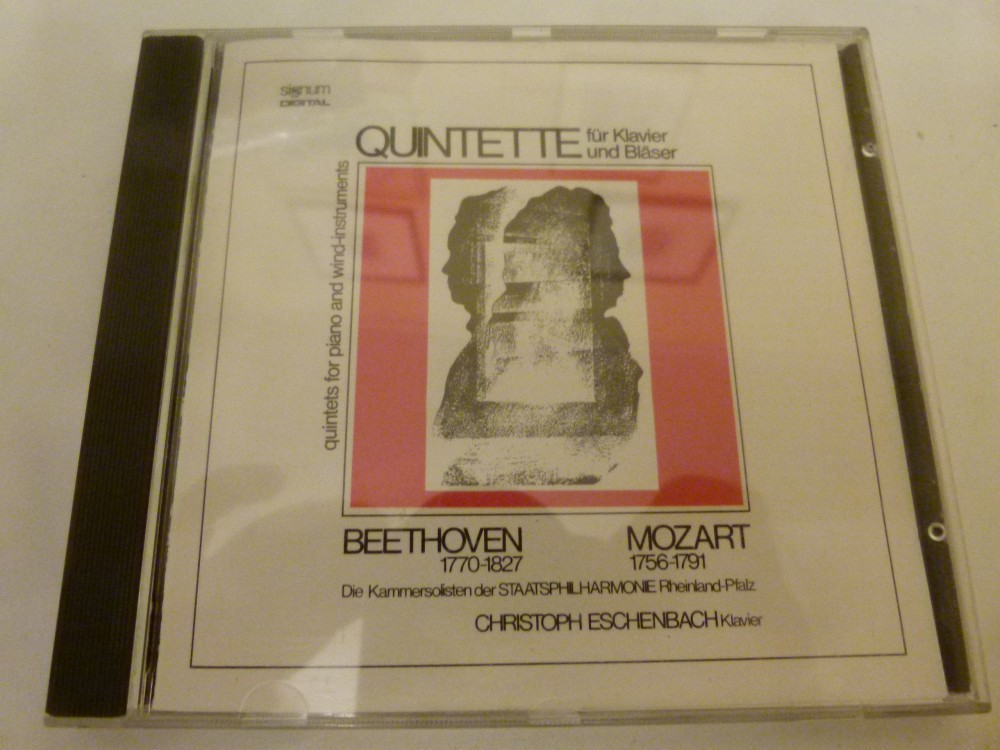 signum
DIGITAL
QUINTETTE für Klavier
und Bläser
quintets for piano and wind-instruments
BEETHOVEN
1770-1827
MOZART
1756-1791
Die Kammersolisten der STAATSPHILHARMONIE Rheinland-Pfalz
CHRISTOPH ESCHENBACH Klavier